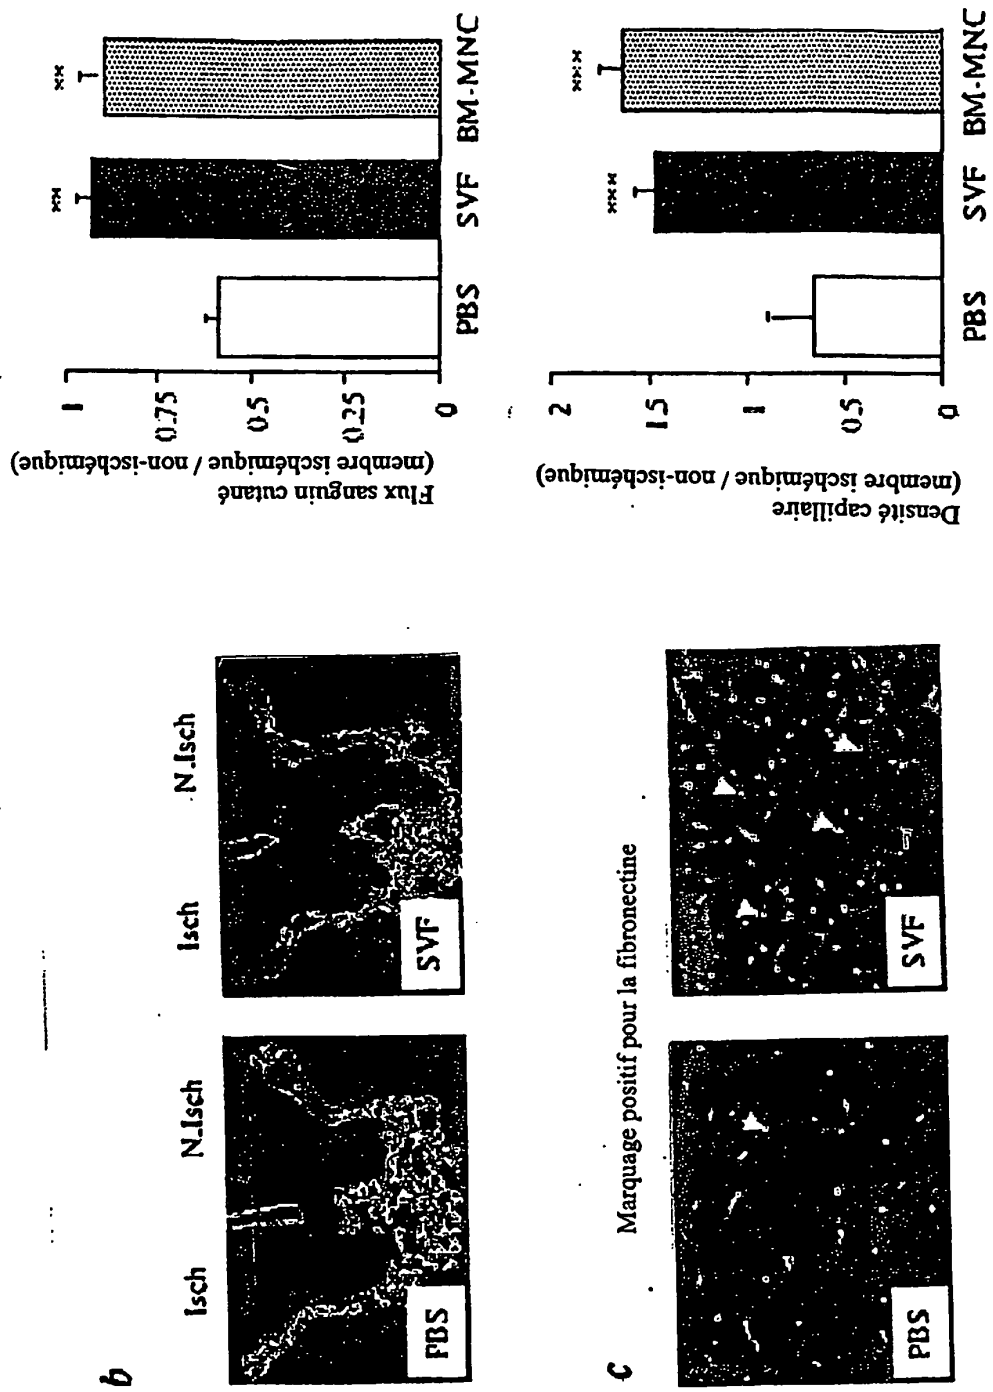 b
Isch N.Isch
PBS
Isch N.Isch
SVF
Flux sanguin cutané
(membre ischémique / non-ischémique)
1
0.75
0.5
0.25
0
**
**
PBS SVF BM-MNC
c
Marquage positif pour la fibronectine
PBS
SVF
Densité capillaire
(membre ischémique / non-ischémique)
2
1.5
1
0.5
0
***
***
PBS SVF BM-MNC